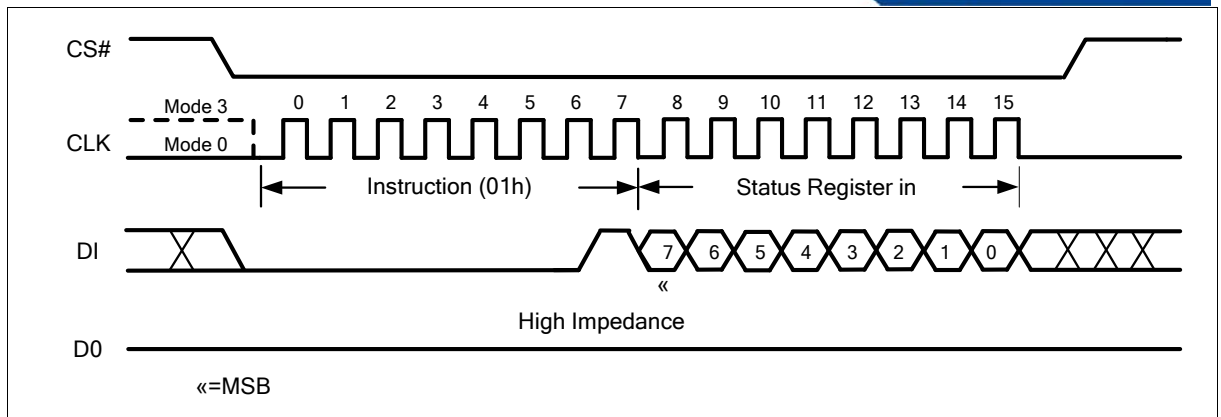 CS#
Mode 3
0 1 2 3 4 5 6 7 8 9 10 11 12 13 14 15
CLK
Mode 0
Instruction (01h)
Status Register in
DI
7 6 5 4 3 2 1 0
«
High Impedance
D0
«=MSB